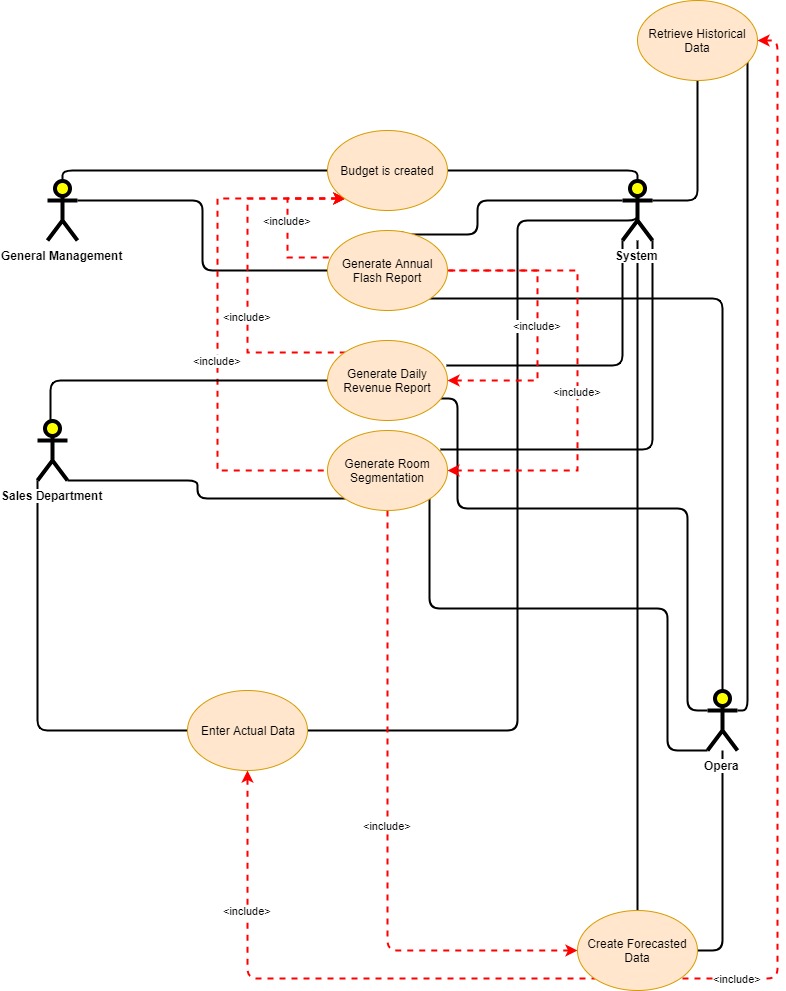 Retrieve Historical
Data
Budget is created
General Management
<include>
System
Generate Annual
Flash Report
<include>
<include>
<include>
Generate Daily
Revenue Report
<include>
Sales Department
Generate Room
Segmentation
Enter Actual Data
Opera
<include>
<include>
Create Forecasted
Data
<include>